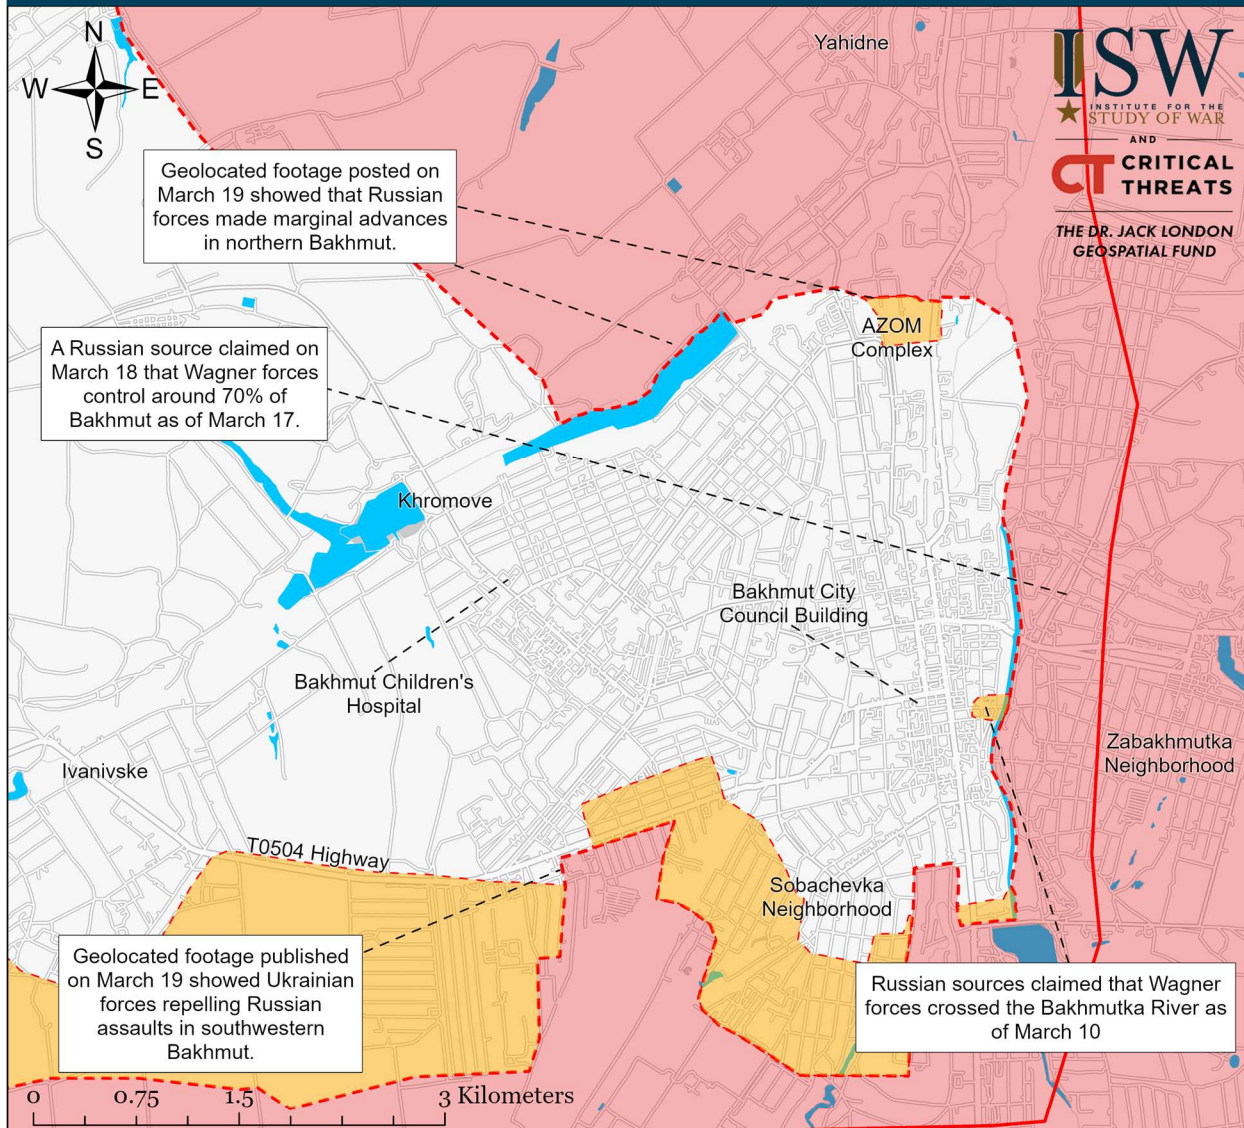 N
W E
S
Yahidne
ISW
INSTITUTE FOR THE
STUDY OF WAR
AND
CT CRITICAL
THREATS
THE DR. JACK LONDON
GEOSPATIAL FUND
Geolocated footage posted on
March 19 showed that Russian
forces made marginal advances
in northern Bakhmut.
AZOM
Complex
A Russian source claimed on
March 18 that Wagner forces
control around 70% of
Bakhmut as of March 17.
Khromove
Bakhmut City
Council Building
Bakhmut Children's
Hospital
Zabakhmutka
Neighborhood
Ivanivske
T0504 Highway
Sobachevka
Neighborhood
Geolocated footage published
on March 19 showed Ukrainian
forces repelling Russian
assaults in southwestern
Bakhmut.
Russian sources claimed that Wagner
forces crossed the Bakhmutka River as
of March 10
0 0.75 1.5 3 Kilometers